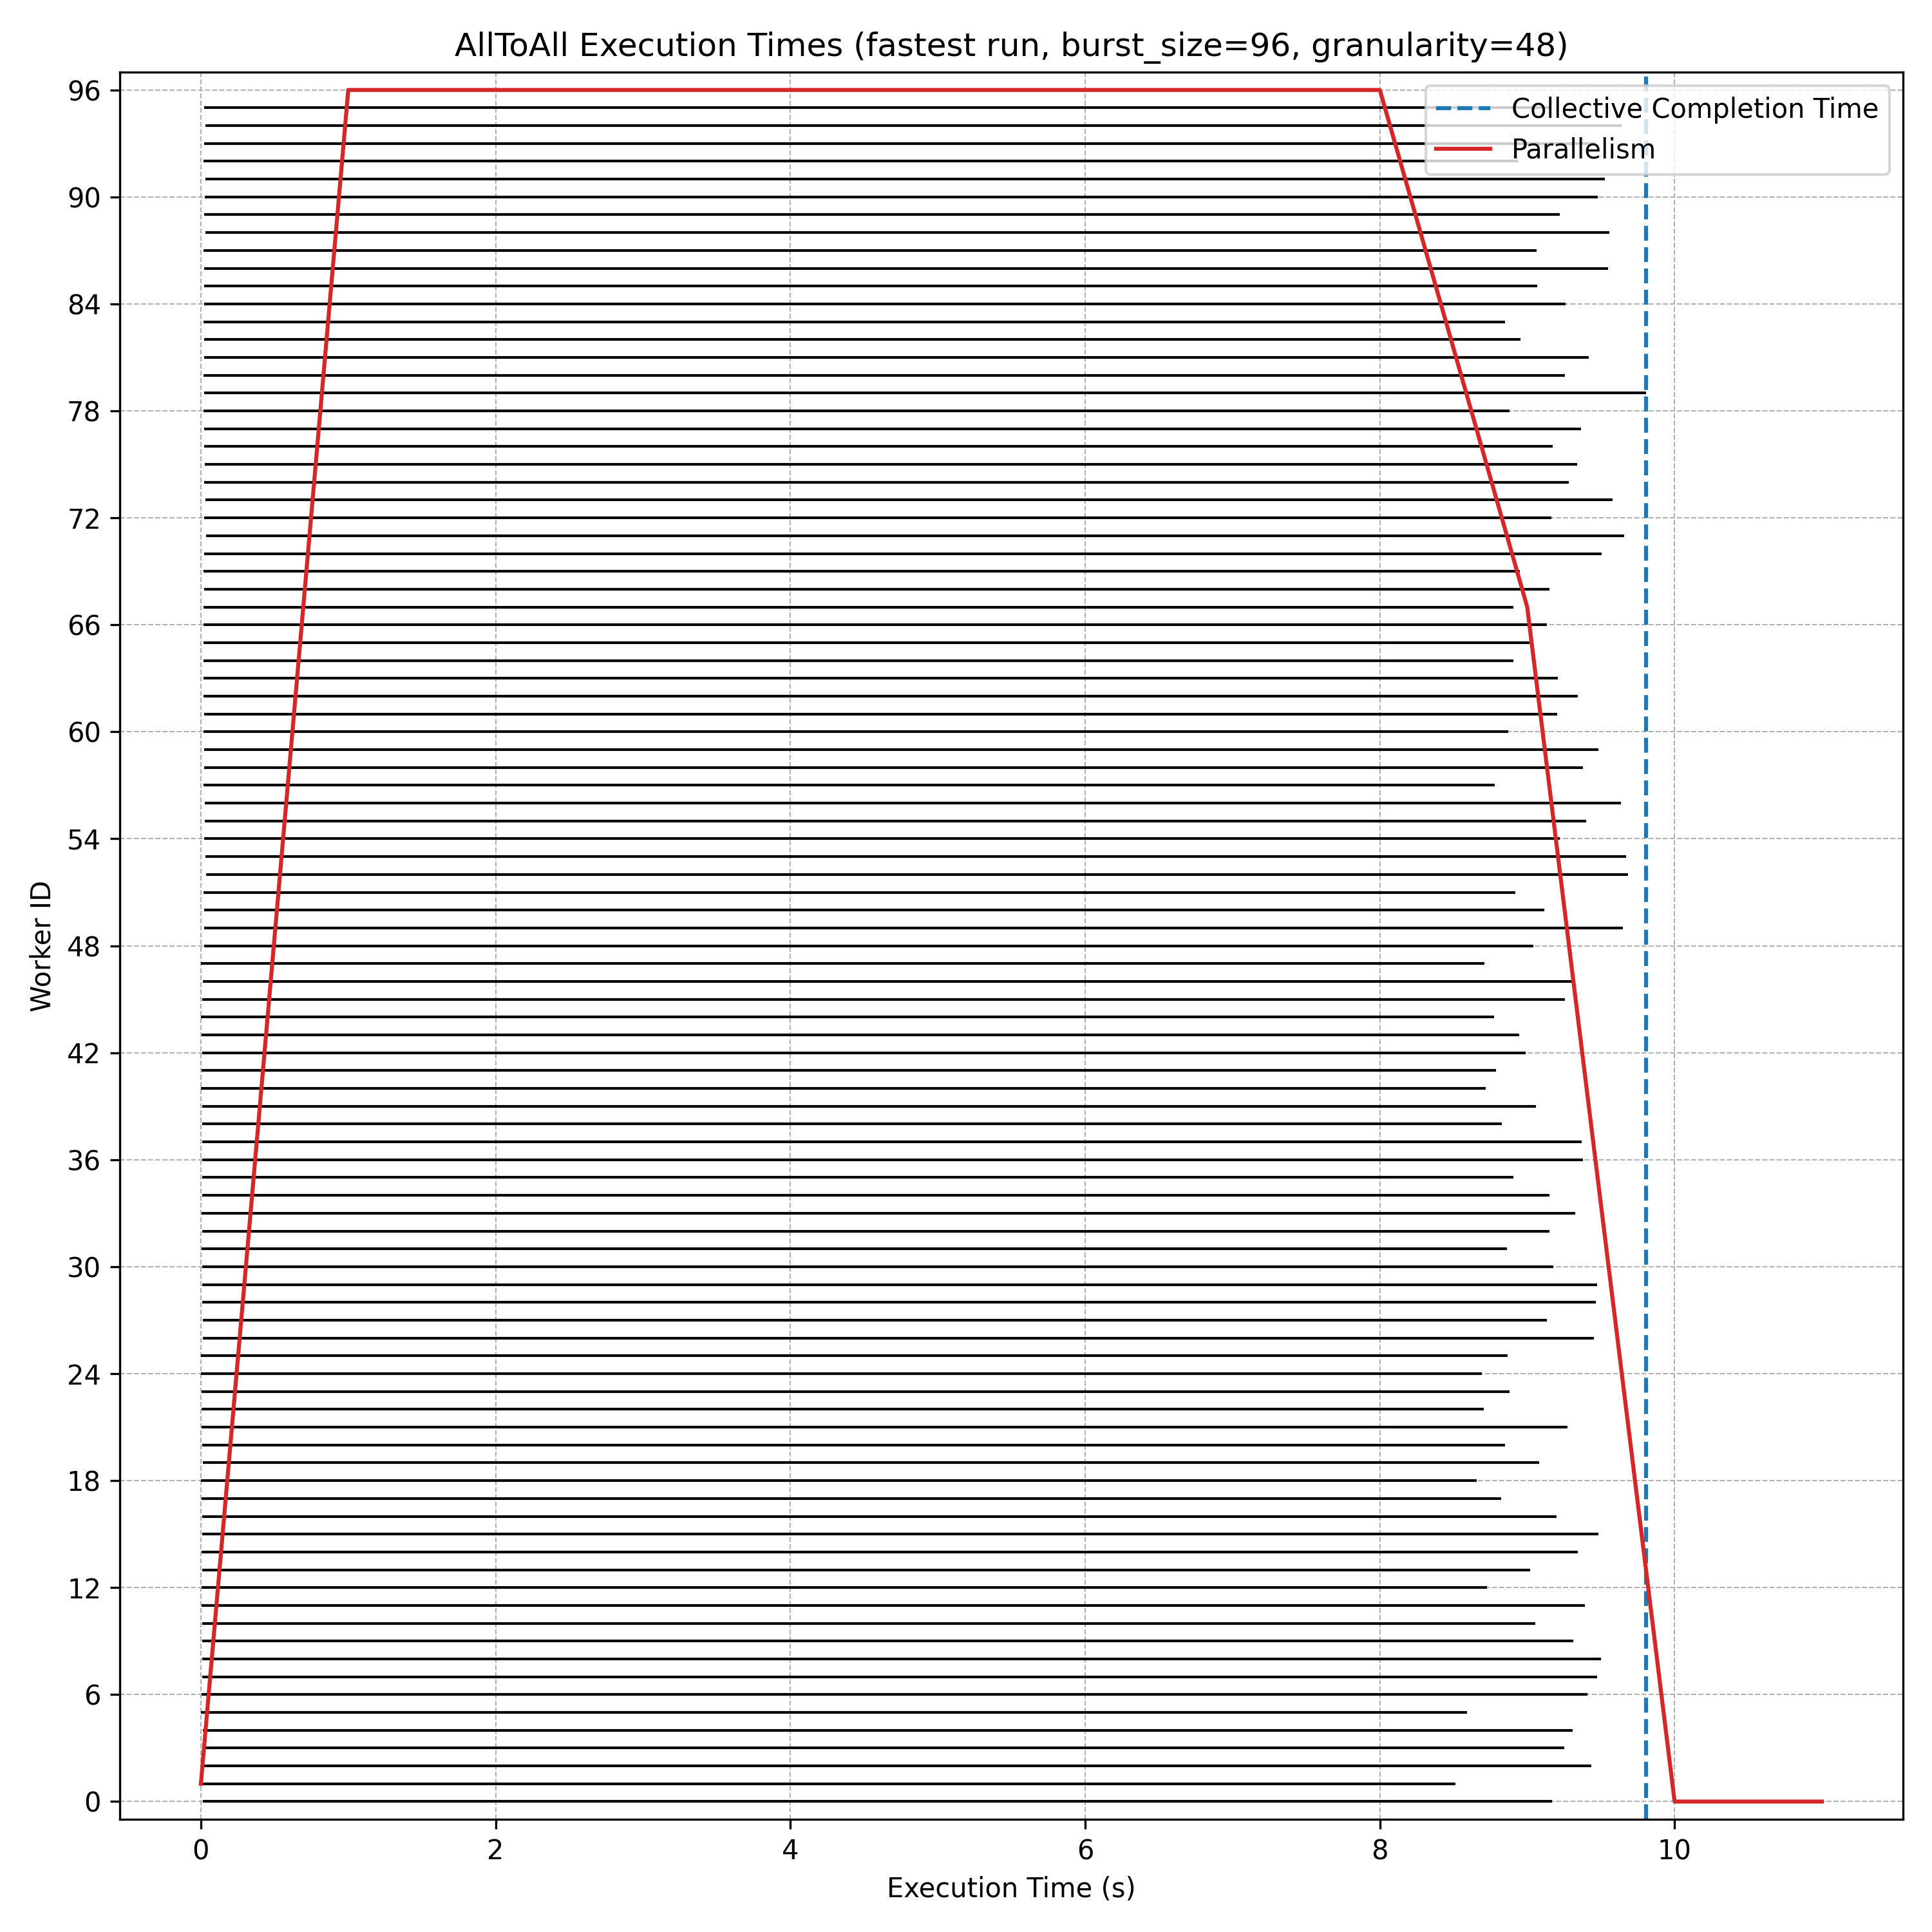 AllToAll Execution Times (fastest run, burst_size=96, granularity=48)
Collective Completion Time
Parallelism
96
90
84
78
72
66
60
54
48
42
36
30
24
18
12
6
0
Worker ID
0 2 4 6 8 10
Execution Time (s)